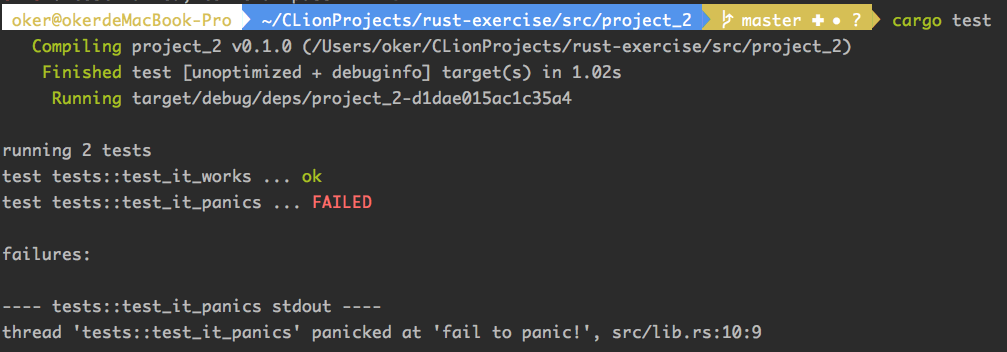 oker@okerdeMacBook-Pro ~/CLionProjects/rust-exercise/src/project_2 master ✚ ● ? cargo test
Compiling project_2 v0.1.0 (/Users/oker/CLionProjects/rust-exercise/src/project_2)
Finished test [unoptimized + debuginfo] target(s) in 1.02s
Running target/debug/deps/project_2-d1dae015ac1c35a4
running 2 tests
test tests::test_it_works ... ok
test tests::test_it_panics ... FAILED
failures:
---- tests::test_it_panics stdout ----
thread 'tests::test_it_panics' panicked at 'fail to panic!', src/lib.rs:10:9